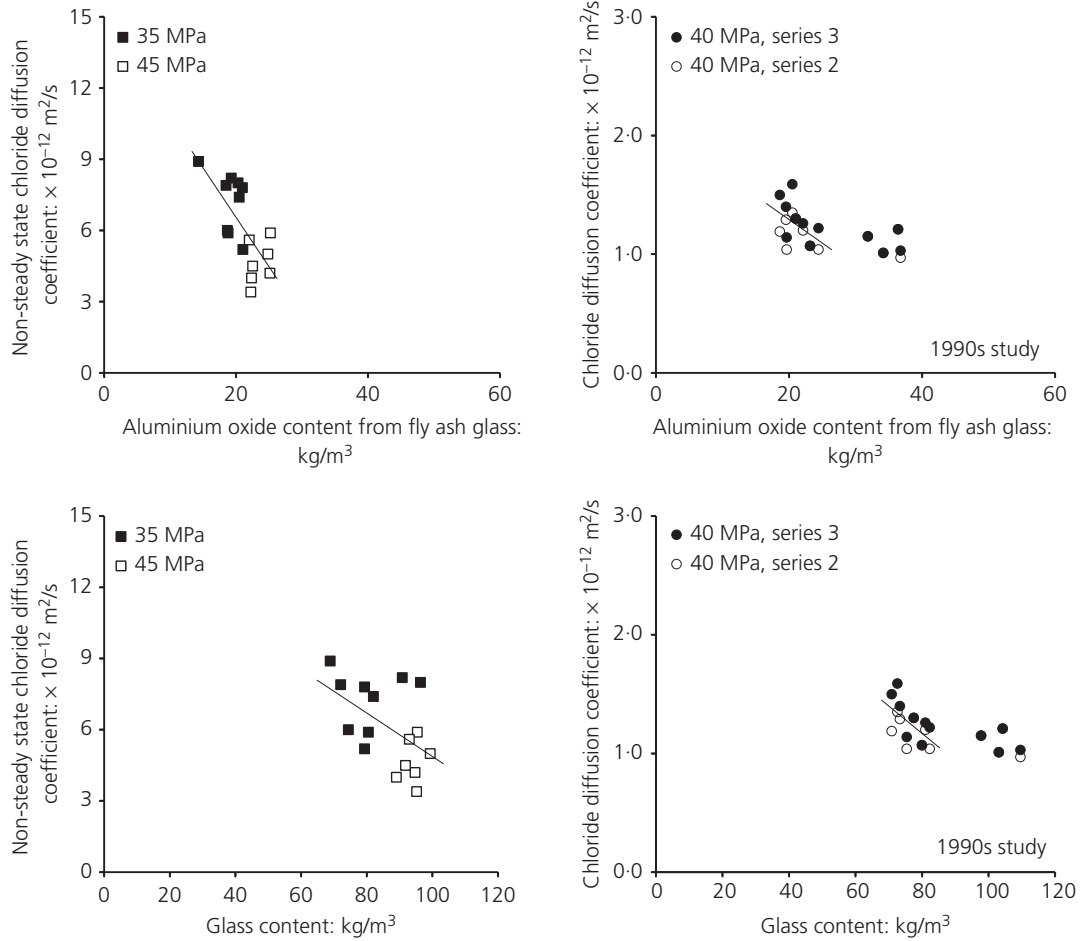 Non-steady state chloride diffusion
coefficient: × 10⁻¹² m²/s
15
12
9
6
3
0
35 MPa
45 MPa
0 20 40 60
Aluminium oxide content from fly ash glass:
kg/m³
Chloride diffusion coefficient: × 10⁻¹² m²/s
3·0
2·0
1·0
0·0
40 MPa, series 3
40 MPa, series 2
1990s study
0 20 40 60
Aluminium oxide content from fly ash glass:
kg/m³
Non-steady state chloride diffusion
coefficient: × 10⁻¹² m²/s
15
12
9
6
3
0
35 MPa
45 MPa
0 20 40 60 80 100 120
Glass content: kg/m³
Chloride diffusion coefficient: × 10⁻¹² m²/s
3·0
2·0
1·0
0·0
40 MPa, series 3
40 MPa, series 2
1990s study
0 20 40 60 80 100 120
Glass content: kg/m³